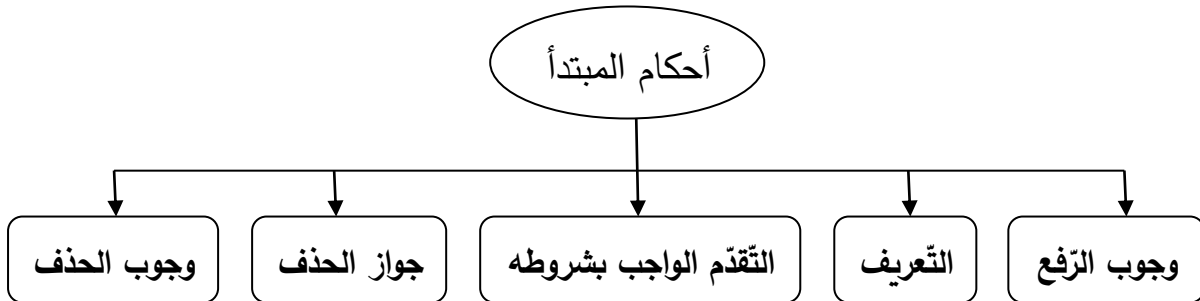 أحكام المبتدأ
وجوب الرّفع
التّعريف
التّقدّم الواجب بشروطه
جواز الحذف
وجوب الحذف